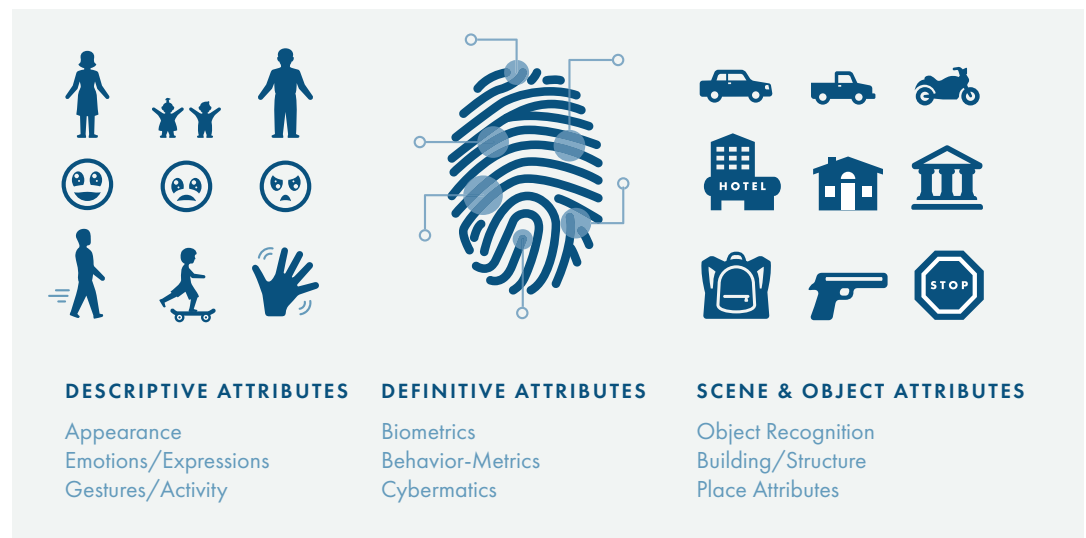 HOTEL
STOP
DESCRIPTIVE ATTRIBUTES
Appearance
Emotions/Expressions
Gestures/Activity
DEFINITIVE ATTRIBUTES
Biometrics
Behavior-Metrics
Cybermatics
SCENE & OBJECT ATTRIBUTES
Object Recognition
Building/Structure
Place Attributes